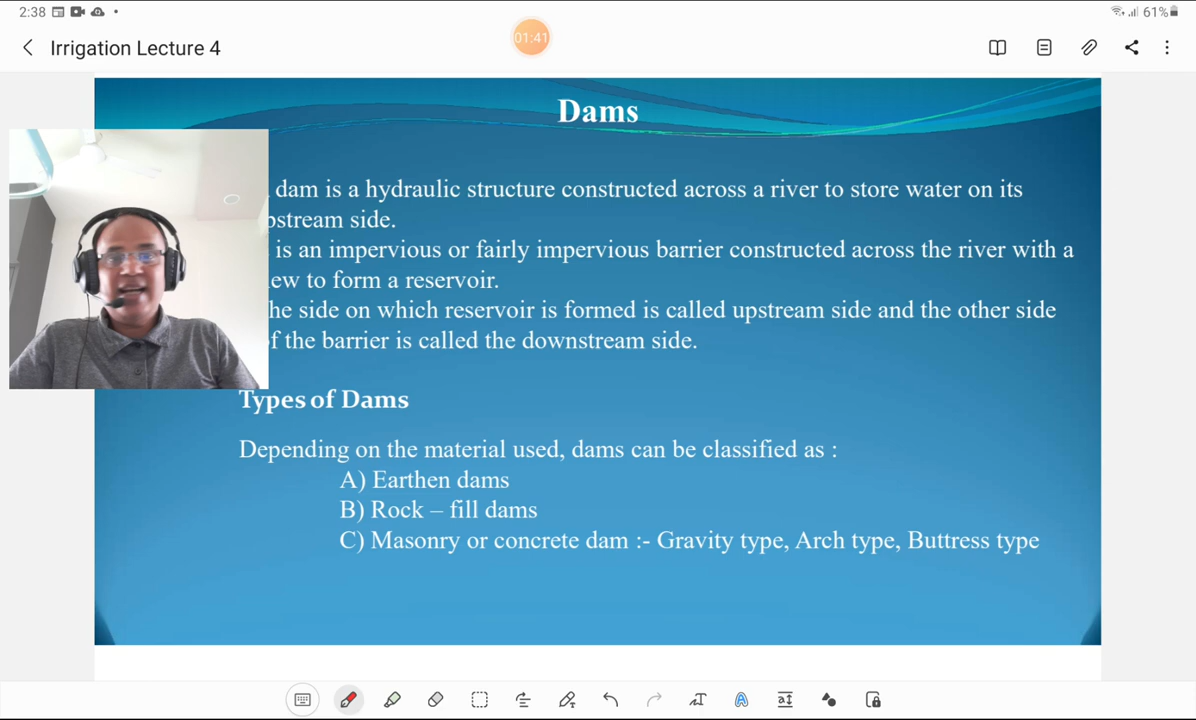 2:38
61%
Irrigation Lecture 4
01:41
Dams
dam is a hydraulic structure constructed across a river to store water on its
pstream side.
is an impervious or fairly impervious barrier constructed across the river with a
ew to form a reservoir.
he side on which reservoir is formed is called upstream side and the other side
f the barrier is called the downstream side.
Types of Dams
Depending on the material used, dams can be classified as :
A) Earthen dams
B) Rock – fill dams
C) Masonry or concrete dam :- Gravity type, Arch type, Buttress type